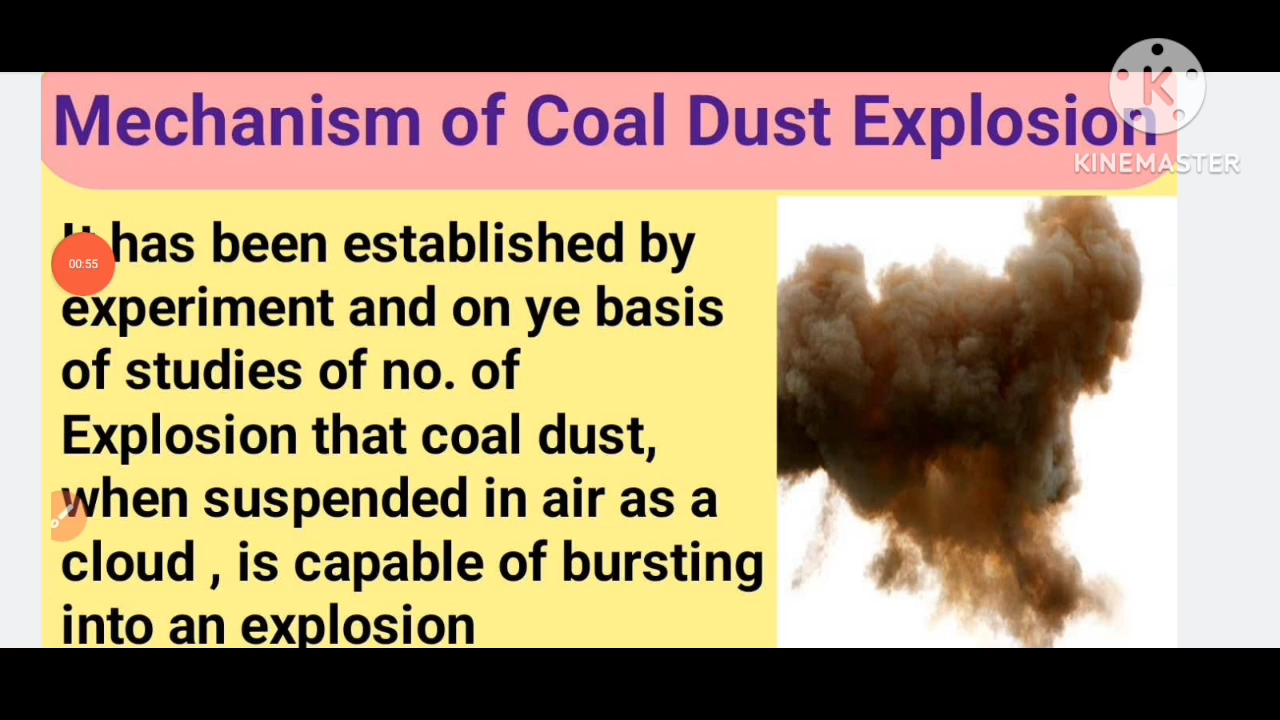 Mechanism of Coal Dust Explosion
KINEMASTER
It has been established by
00:55
experiment and on ye basis
of studies of no. of
Explosion that coal dust,
when suspended in air as a
cloud , is capable of bursting
into an explosion